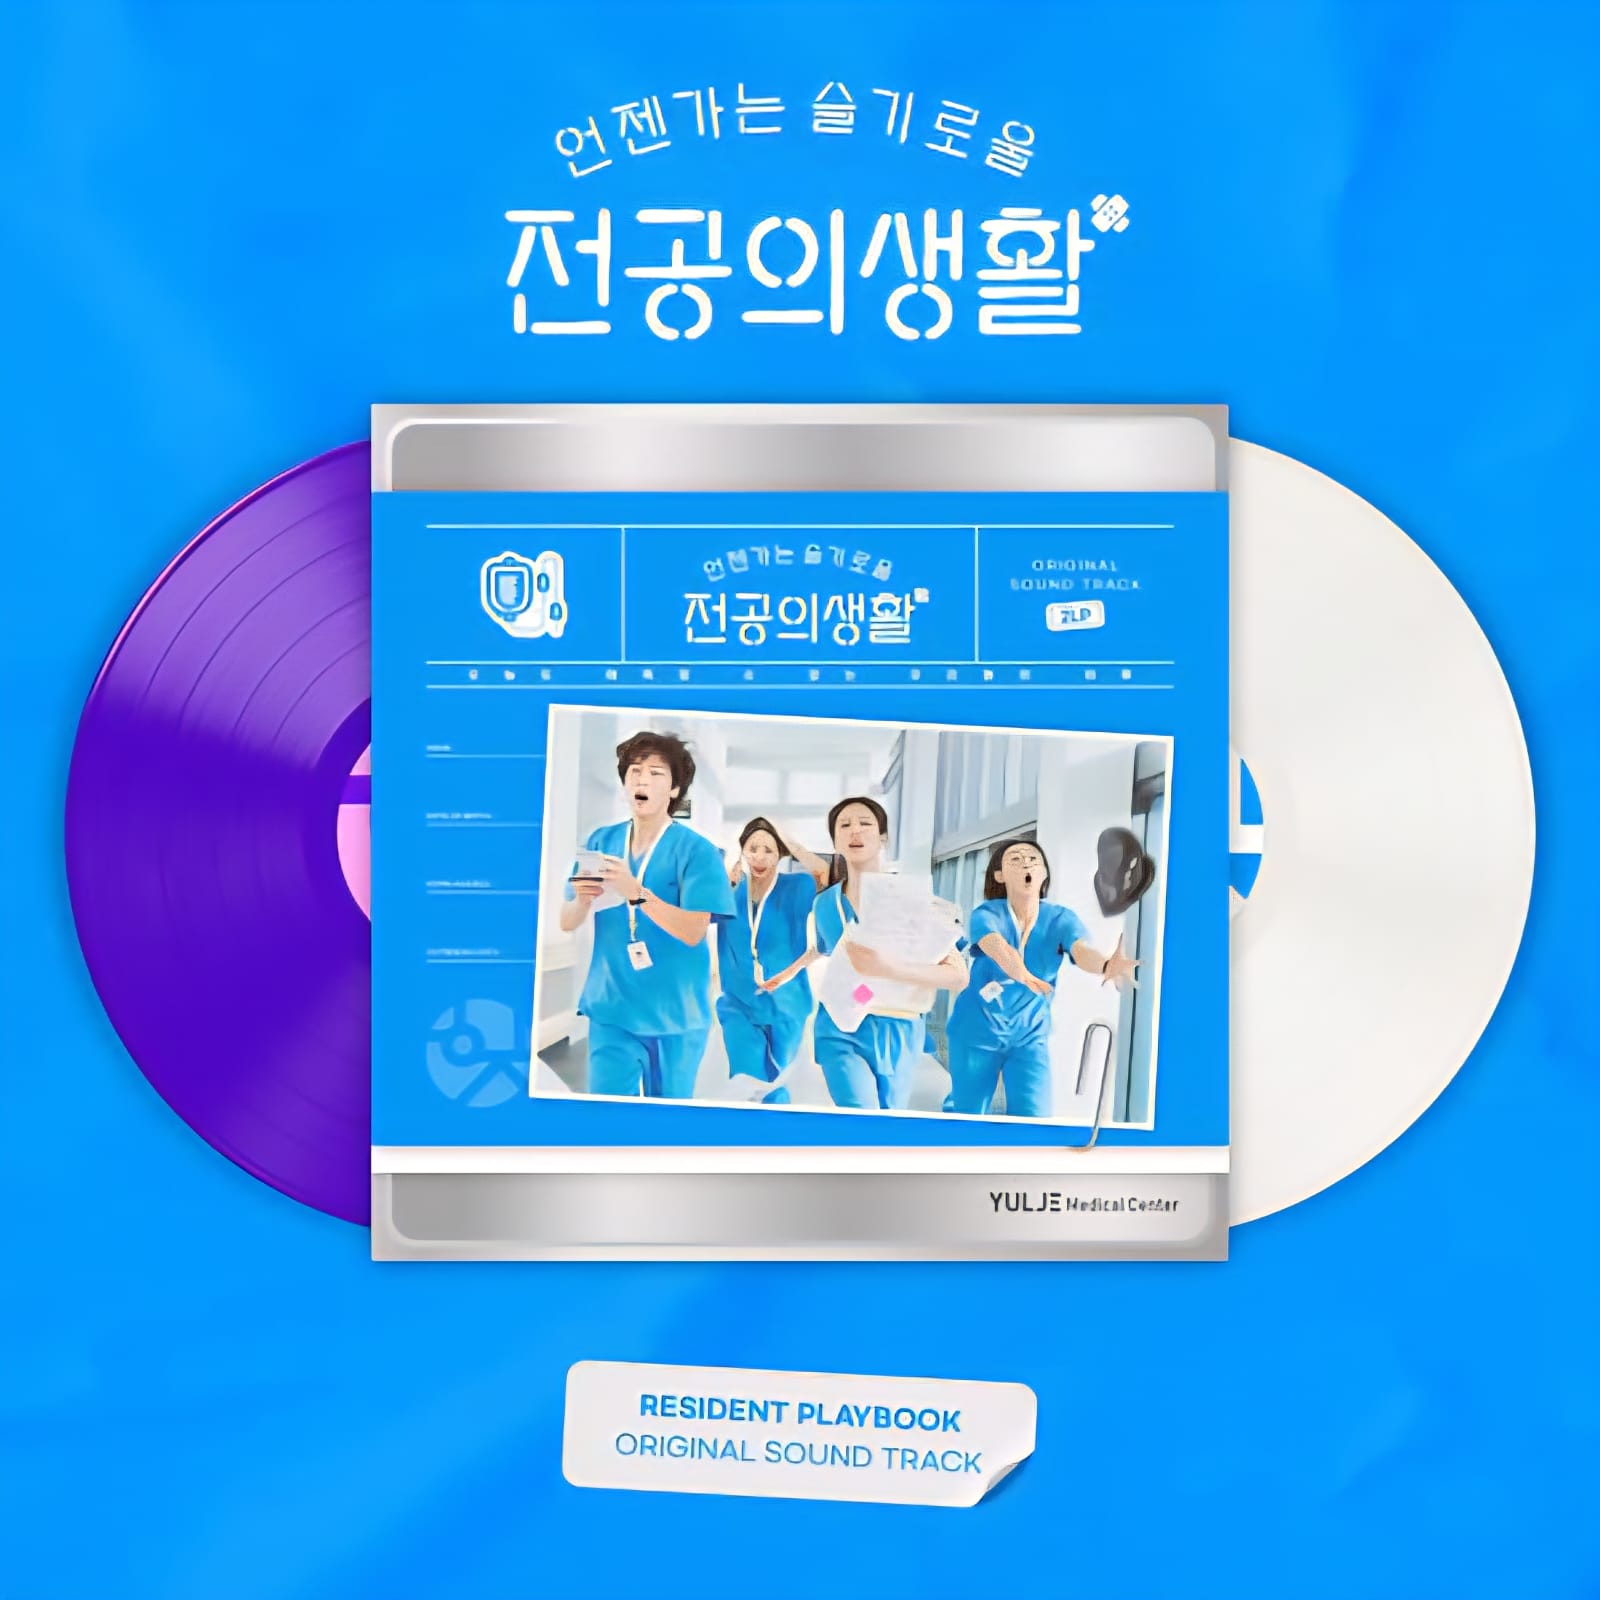 언젠가는 슬기로울
전공의생활
언젠가는 슬기로울
전공의생활
ORIGINAL
SOUND TRACK
2LP
YULJE Medical Center
RESIDENT PLAYBOOK
ORIGINAL SOUND TRACK